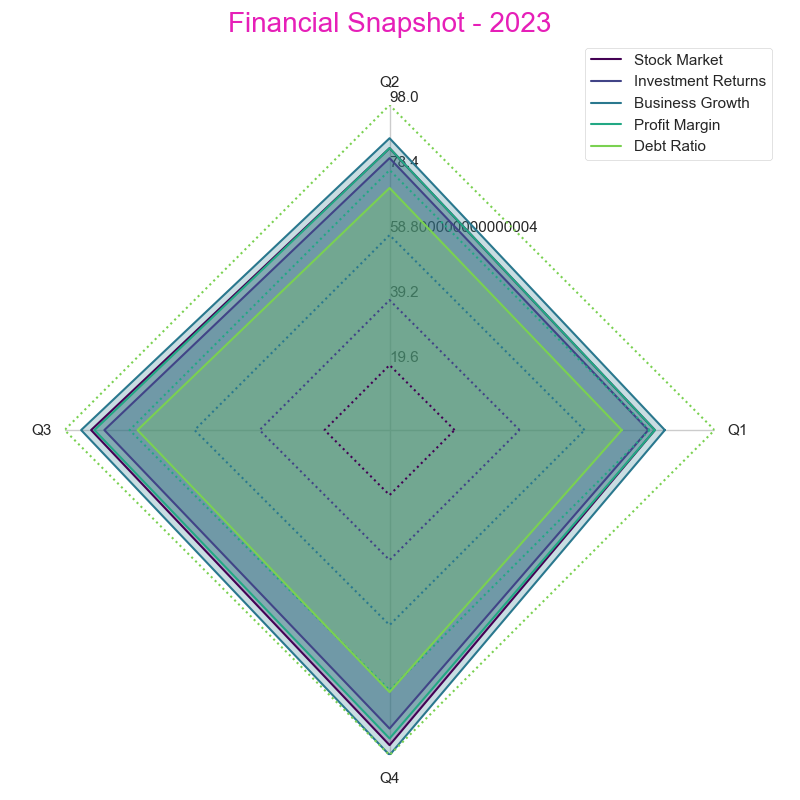 Financial Snapshot - 2023
Stock Market
Investment Returns
Business Growth
Profit Margin
Debt Ratio
Q2
98.0
78.4
58.800000000000004
39.2
19.6
Q3
Q1
Q4